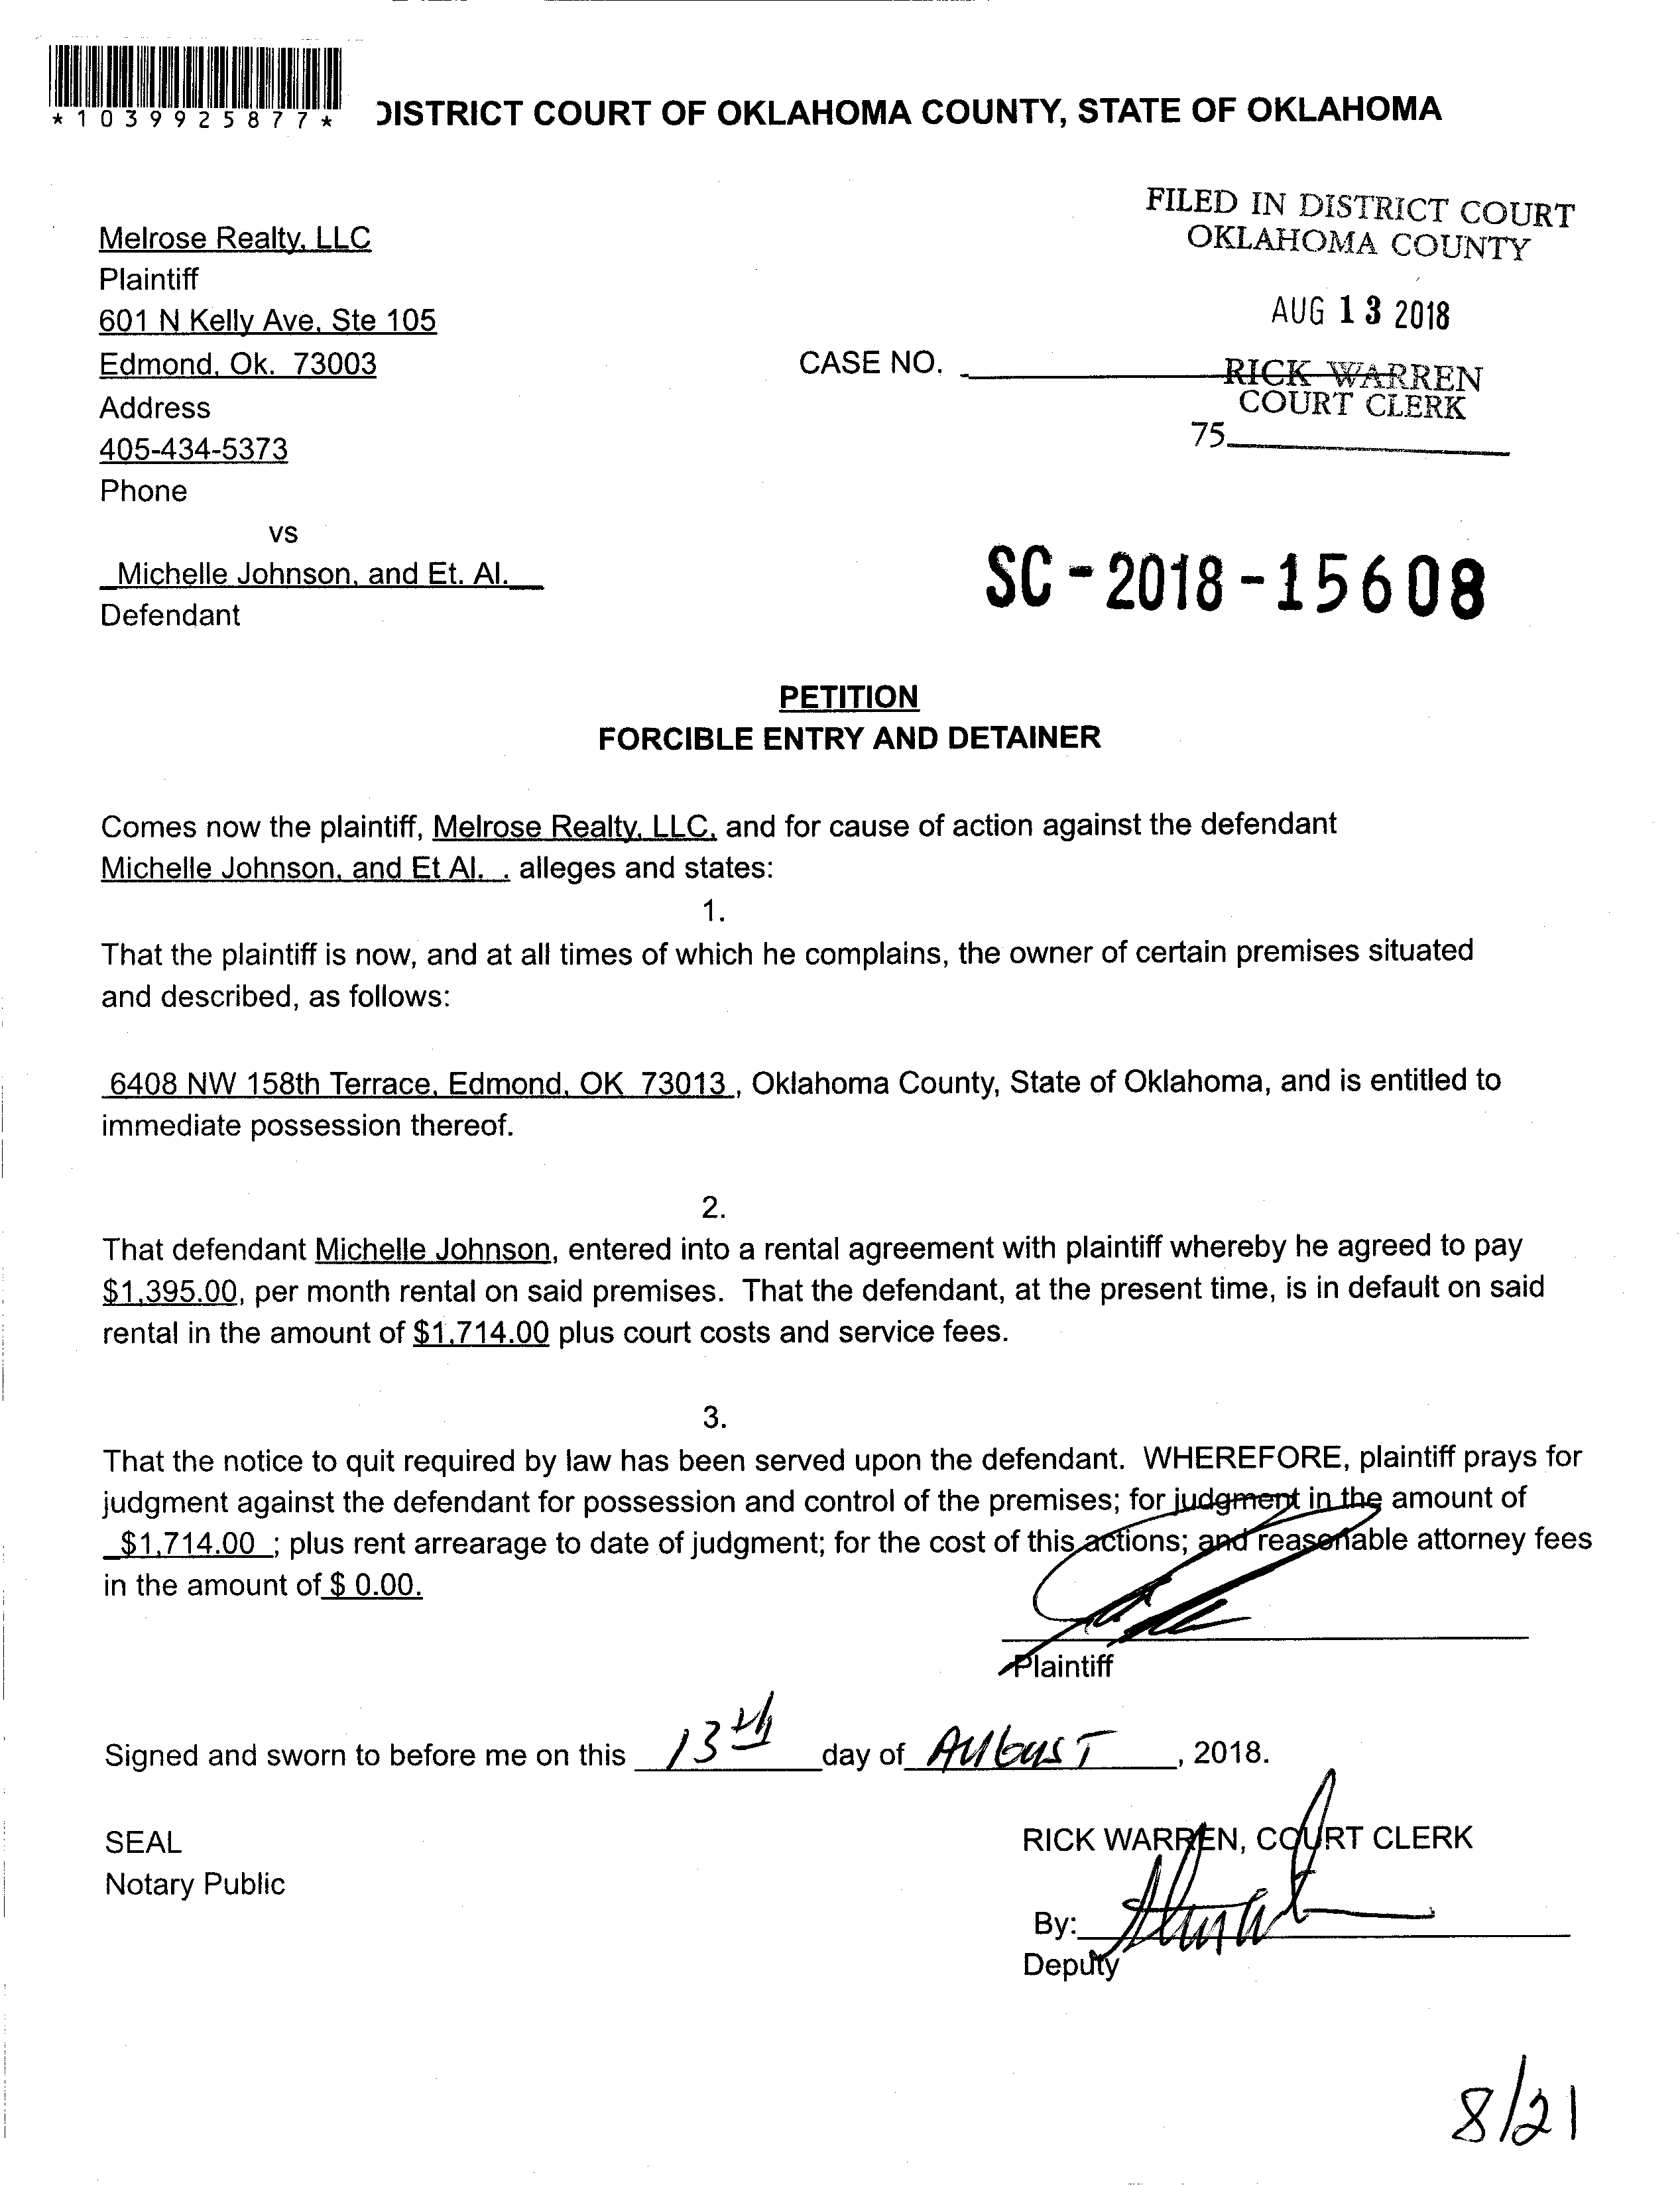 *1039925877*
DISTRICT COURT OF OKLAHOMA COUNTY, STATE OF OKLAHOMA
FILED IN DISTRICT COURT
OKLAHOMA COUNTY
Melrose Realty, LLC
Plaintiff
601 N Kelly Ave, Ste 105
AUG 13 2018
Edmond, Ok. 73003
CASE NO.
RICK WARREN
COURT CLERK
Address
75
405-434-5373
Phone
vs
Michelle Johnson, and Et. Al.
Defendant
SC-2018-15608
PETITION
FORCIBLE ENTRY AND DETAINER
Comes now the plaintiff, Melrose Realty, LLC, and for cause of action against the defendant
Michelle Johnson, and Et Al. . alleges and states:
1.
That the plaintiff is now, and at all times of which he complains, the owner of certain premises situated
and described, as follows:
6408 NW 158th Terrace, Edmond, OK 73013 , Oklahoma County, State of Oklahoma, and is entitled to
immediate possession thereof.
2.
That defendant Michelle Johnson, entered into a rental agreement with plaintiff whereby he agreed to pay
$1,395.00, per month rental on said premises. That the defendant, at the present time, is in default on said
rental in the amount of $1,714.00 plus court costs and service fees.
3.
That the notice to quit required by law has been served upon the defendant. WHEREFORE, plaintiff prays for
judgment against the defendant for possession and control of the premises; for judgment in the amount of
$1,714.00 ; plus rent arrearage to date of judgment; for the cost of this actions; and reasonable attorney fees
in the amount of $ 0.00.
Plaintiff
Signed and sworn to before me on this 13th day of August, 2018.
SEAL
Notary Public
RICK WARREN, COURT CLERK
By:
Deputy
8/21